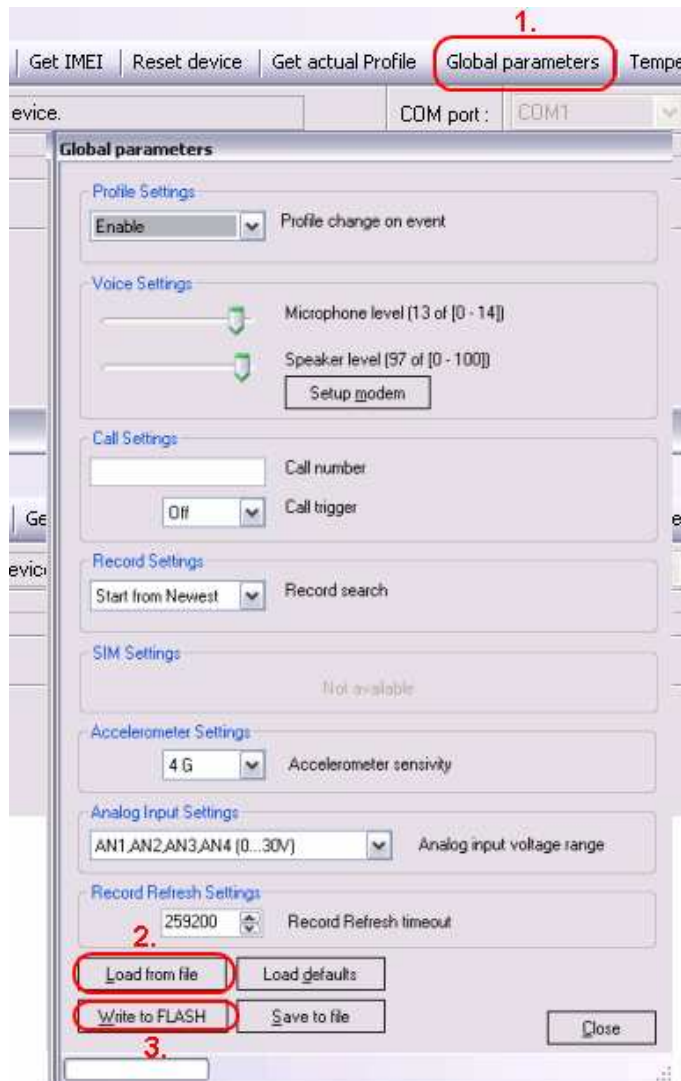 1.
Get IMEI Reset device Get actual Profile Global parameters Tempe
evice. COM port : COM1
Global parameters
Profile Settings
Enable Profile change on event
Voice Settings
Microphone level (13 of [0 - 14])
Speaker level (97 of [0 - 100])
Setup modem
Call Settings
Call number
Ge Off Call trigger e
Record Settings
evic
Start from Newest Record search
SIM Settings
Not available
Accelerometer Settings
4 G Accelerometer sensivity
Analog Input Settings
AN1,AN2,AN3,AN4 (0...30V) Analog input voltage range
Record Refresh Settings
259200 Record Refresh timeout
2.
Load from file Load defaults
Write to FLASH Save to file Close
3.